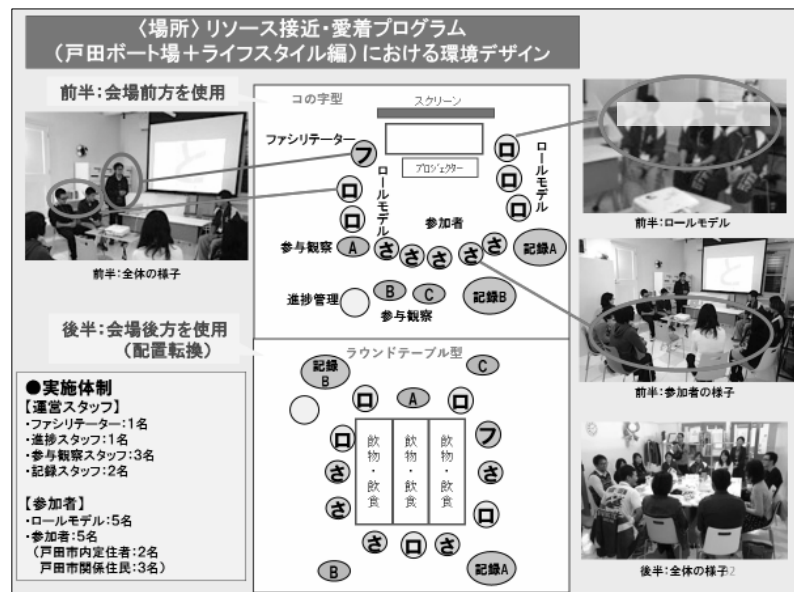 〈場所〉リソース接近・愛着プログラム
（戸田ボート場＋ライフスタイル編）における環境デザイン
前半：会場前方を使用
コの字型
スクリーン
ファシリテーター
フ
プロジェクター
ロ
ロ
ロールモデル
ロ
ロ
ロ
ロールモデル
参加者
参与観察
A
さ
さ
さ
さ
さ
記録A
進捗管理
B
C
参与観察
記録B
前半：全体の様子
前半：ロールモデル
前半：参加者の様子
後半：会場後方を使用
（配置転換）
ラウンドテーブル型
記録
B
C
ロ
A
ロ
ロ
フ
さ
さ
さ
ロ
飲物・飲食
飲物・飲食
飲物・飲食
さ
ロ
さ
B
記録A
後半：全体の様子
32
●実施体制
【運営スタッフ】
・ファシリテーター：1名
・進捗スタッフ：1名
・参与観察スタッフ：3名
・記録スタッフ：2名
【参加者】
・ロールモデル：5名
・参加者：5名
（戸田市内定住者：2名
戸田市関係住民：3名）